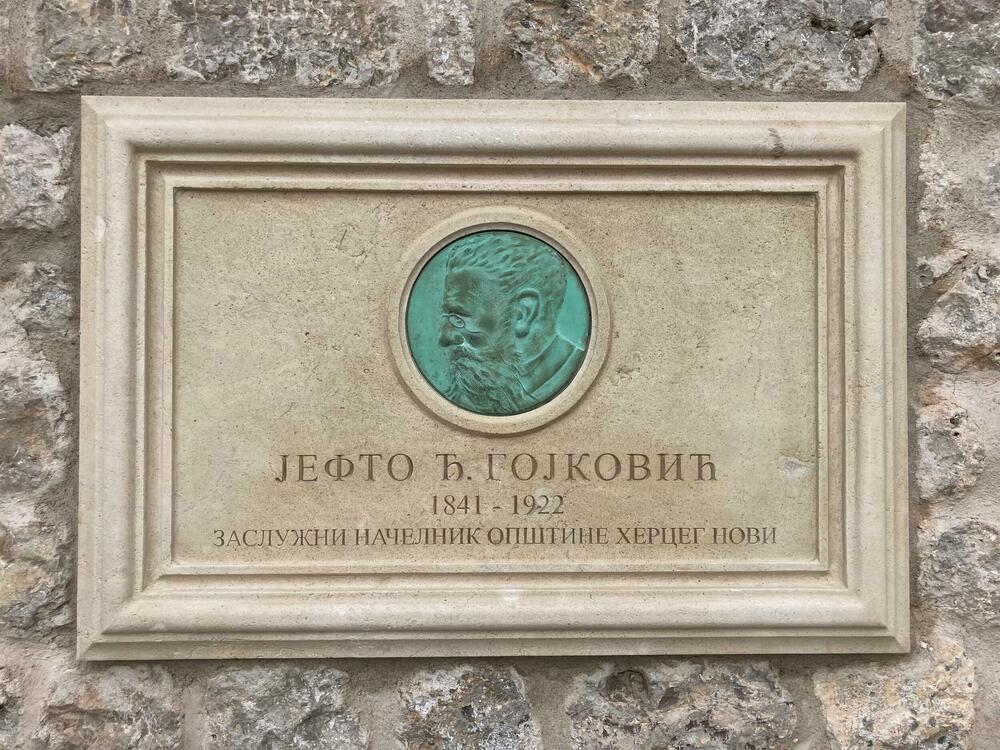 ЈЕФТО Ђ. ГОЈКОВИЋ
1841 - 1922
ЗАСЛУЖНИ НАЧЕЛНИК ОПШТИНЕ ХЕРЦЕГ НОВИ